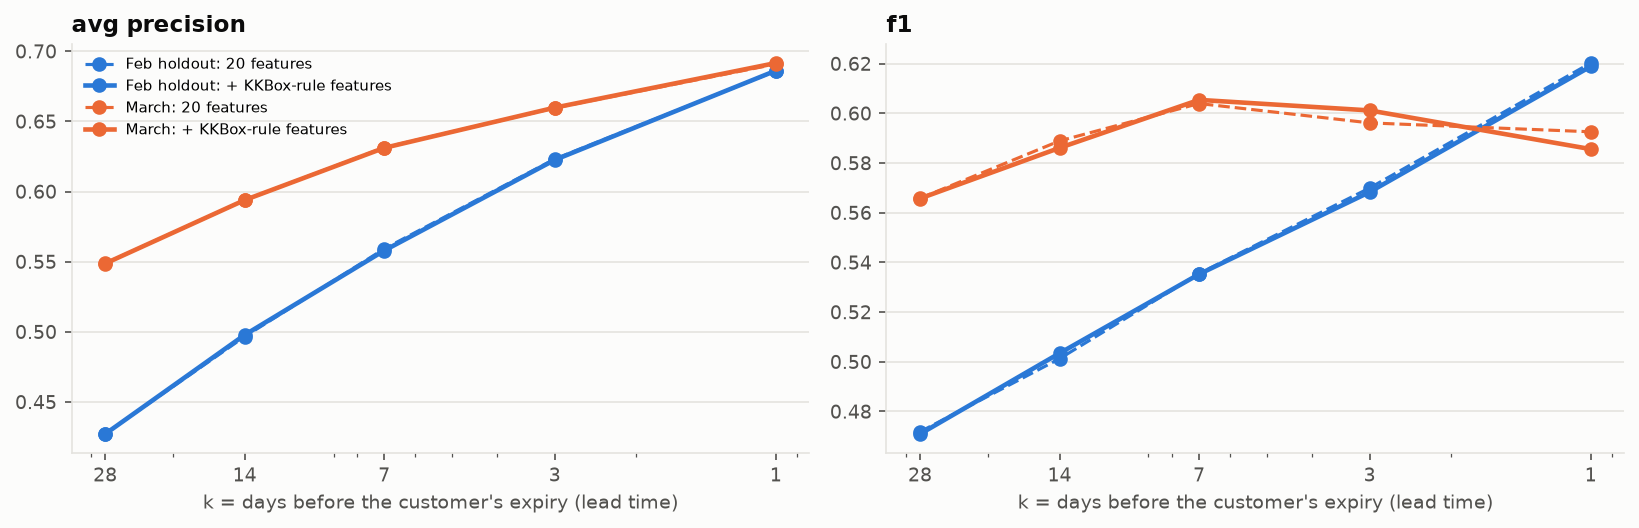 avg precision
0.70
0.65
0.60
0.55
0.50
0.45
Feb holdout: 20 features
Feb holdout: + KKBox-rule features
March: 20 features
March: + KKBox-rule features
28 14 7 3 1
k = days before the customer's expiry (lead time)
f1
0.62
0.60
0.58
0.56
0.54
0.52
0.50
0.48
28 14 7 3 1
k = days before the customer's expiry (lead time)